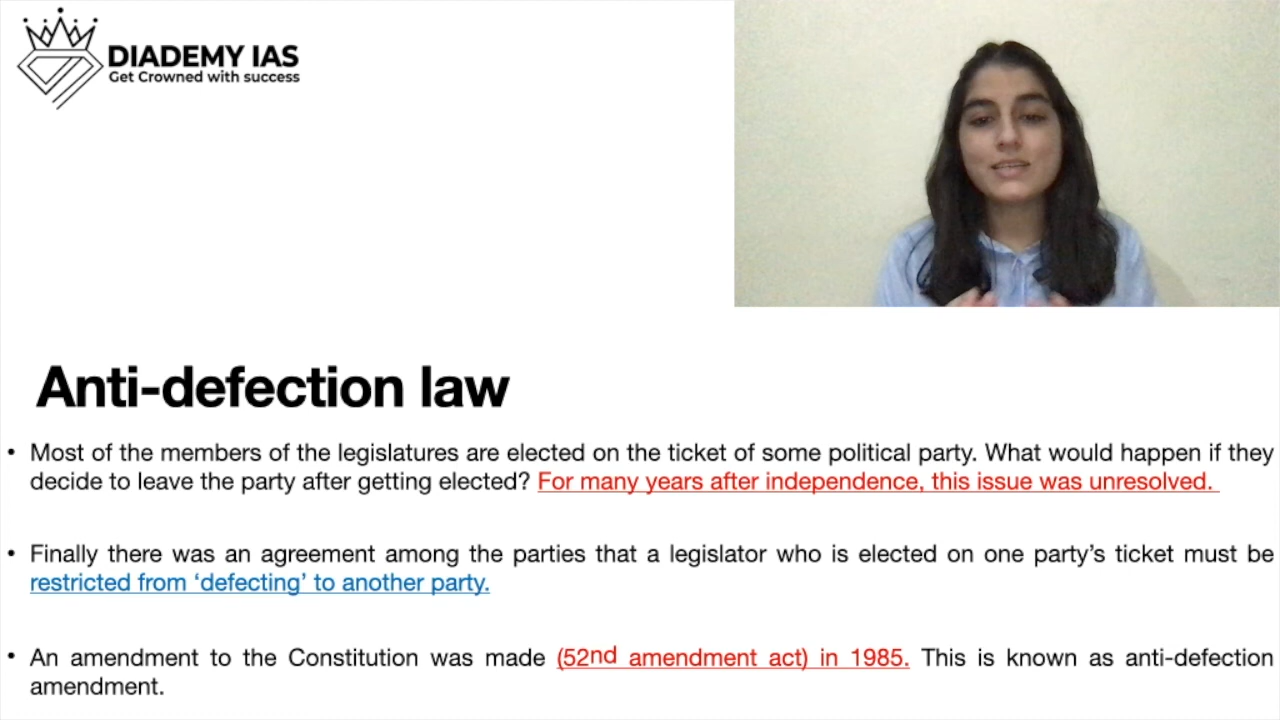 DIADEMY IAS
Get Crowned with success
Anti-defection law
• Most of the members of the legislatures are elected on the ticket of some political party. What would happen if they
decide to leave the party after getting elected? For many years after independence, this issue was unresolved.
• Finally there was an agreement among the parties that a legislator who is elected on one party’s ticket must be
restricted from ‘defecting’ to another party.
• An amendment to the Constitution was made (52nd amendment act) in 1985. This is known as anti-defection
amendment.